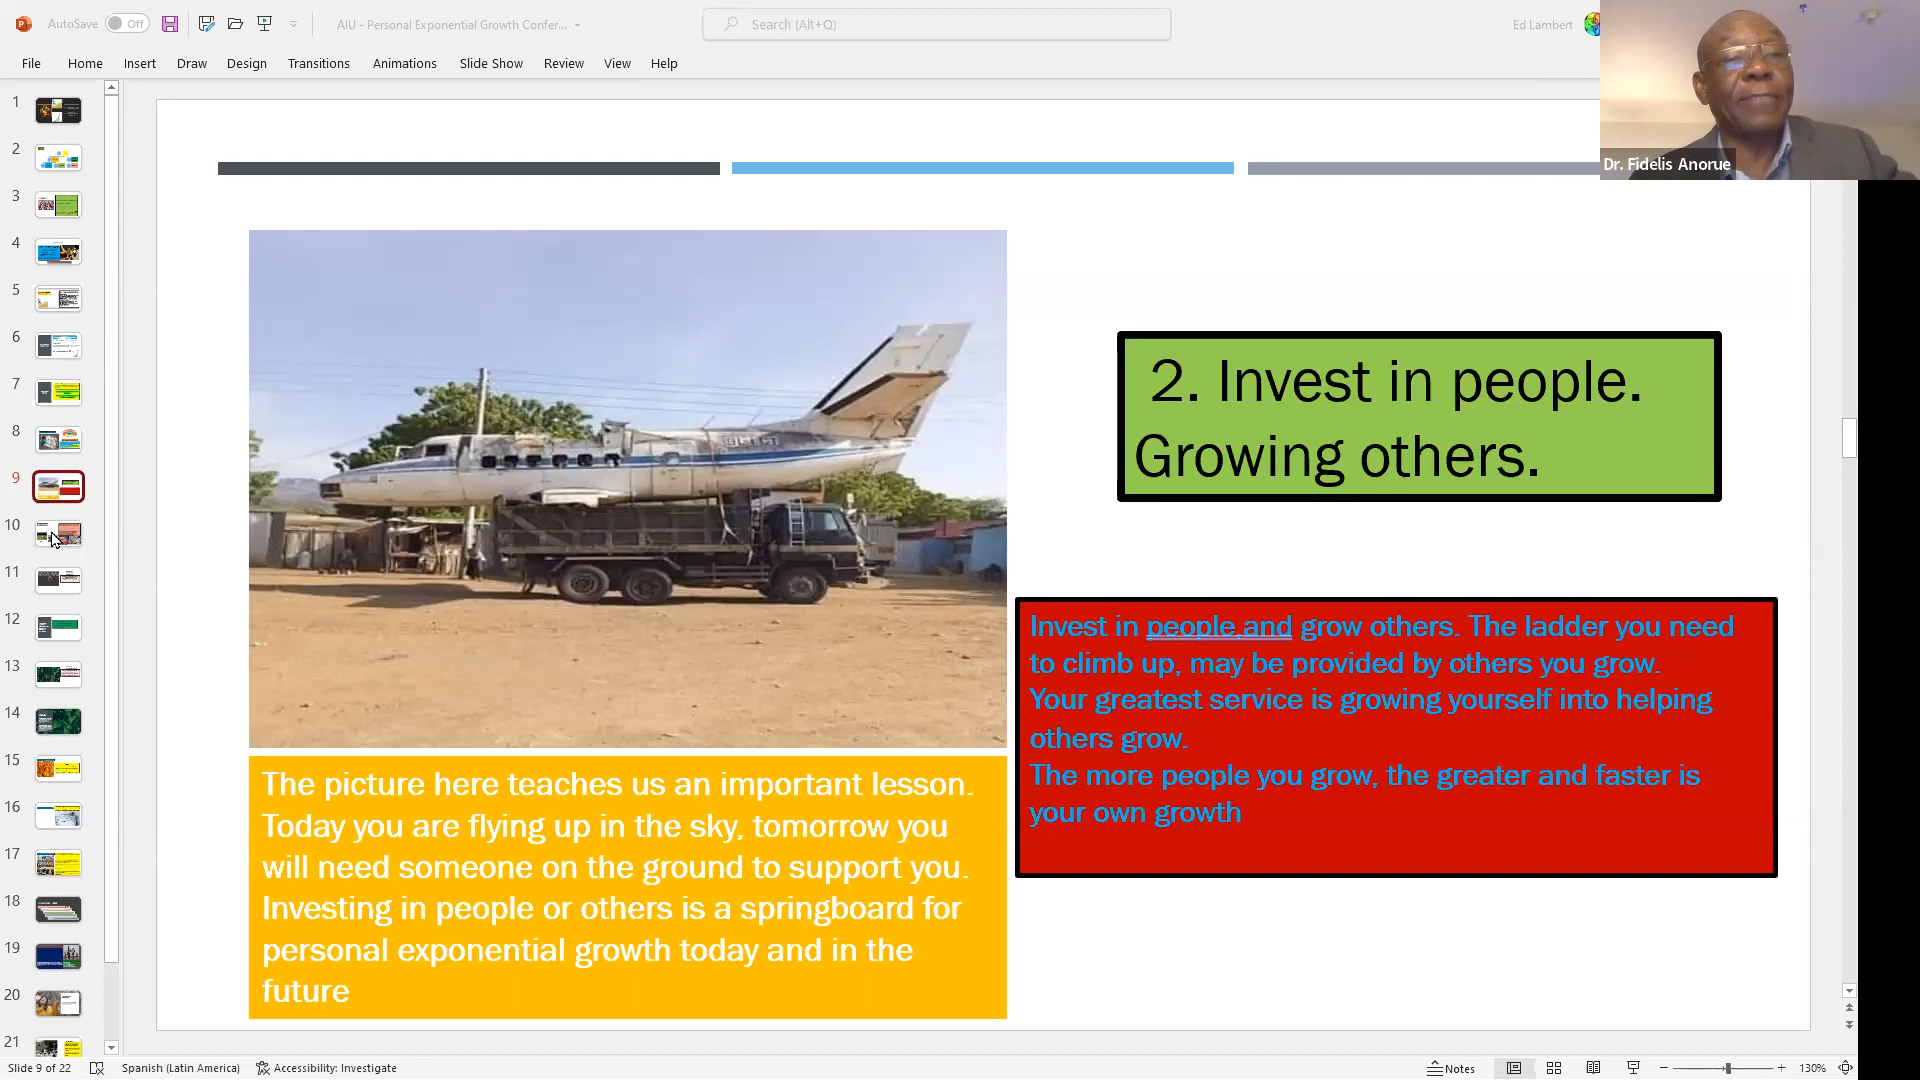 AutoSave Off
AIU - Personal Exponential Growth Confer...
Search (Alt+Q)
Ed Lambert
File Home Insert Draw Design Transitions Animations Slide Show Review View Help
Dr. Fidelis Anorue
1
2
3
4
5
6
7
8
9
10
11
12
13
14
15
16
17
18
19
20
21
2. Invest in people.
Growing others.
Invest in people,and grow others. The ladder you need
to climb up, may be provided by others you grow.
Your greatest service is growing yourself into helping
others grow.
The more people you grow, the greater and faster is
your own growth
The picture here teaches us an important lesson.
Today you are flying up in the sky, tomorrow you
will need someone on the ground to support you.
Investing in people or others is a springboard for
personal exponential growth today and in the
future
Slide 9 of 22 Spanish (Latin America) Accessibility: Investigate Notes 130%